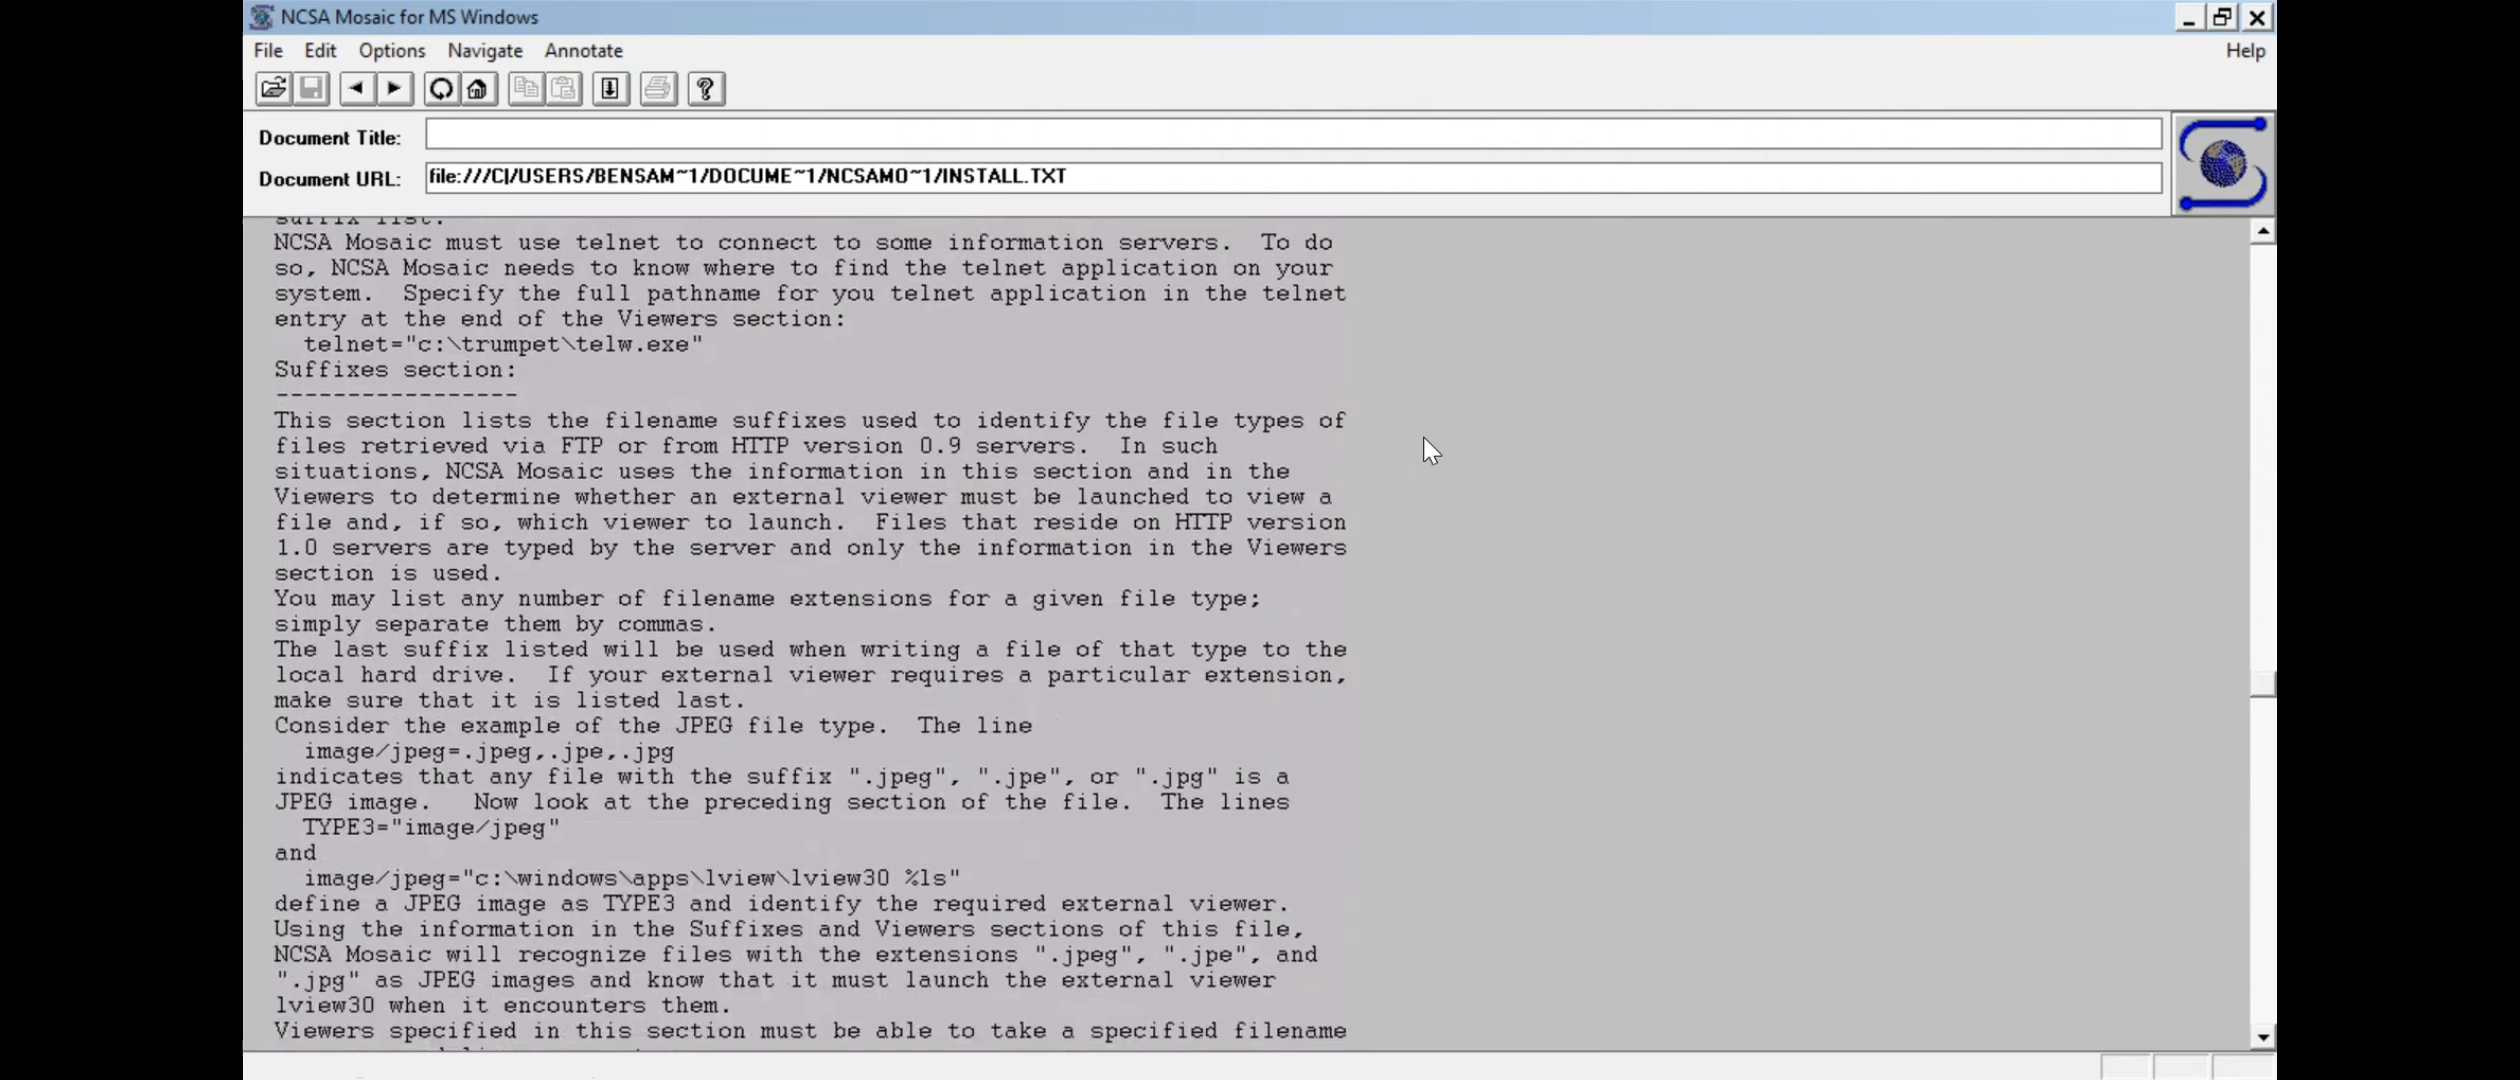 NCSA Mosaic for MS Windows
File Edit Options Navigate Annotate Help
Document Title:
Document URL: file:///C|/USERS/BENSAM~1/DOCUME~1/NCSAMO~1/INSTALL.TXT
suffix list.
NCSA Mosaic must use telnet to connect to some information servers.  To do
so, NCSA Mosaic needs to know where to find the telnet application on your
system.  Specify the full pathname for you telnet application in the telnet
entry at the end of the Viewers section:
  telnet="c:\trumpet\telw.exe"
Suffixes section:
-----------------
This section lists the filename suffixes used to identify the file types of
files retrieved via FTP or from HTTP version 0.9 servers.  In such
situations, NCSA Mosaic uses the information in this section and in the
Viewers to determine whether an external viewer must be launched to view a
file and, if so, which viewer to launch.  Files that reside on HTTP version
1.0 servers are typed by the server and only the information in the Viewers
section is used.
You may list any number of filename extensions for a given file type;
simply separate them by commas.
The last suffix listed will be used when writing a file of that type to the
local hard drive.  If your external viewer requires a particular extension,
make sure that it is listed last.
Consider the example of the JPEG file type.  The line
  image/jpeg=.jpeg,.jpe,.jpg
indicates that any file with the suffix ".jpeg", ".jpe", or ".jpg" is a
JPEG image.   Now look at the preceding section of the file.  The lines
  TYPE3="image/jpeg"
and
  image/jpeg="c:\windows\apps\lview\lview30 %ls"
define a JPEG image as TYPE3 and identify the required external viewer.
Using the information in the Suffixes and Viewers sections of this file,
NCSA Mosaic will recognize files with the extensions ".jpeg", ".jpe", and
".jpg" as JPEG images and know that it must launch the external viewer
lview30 when it encounters them.
Viewers specified in this section must be able to take a specified filename